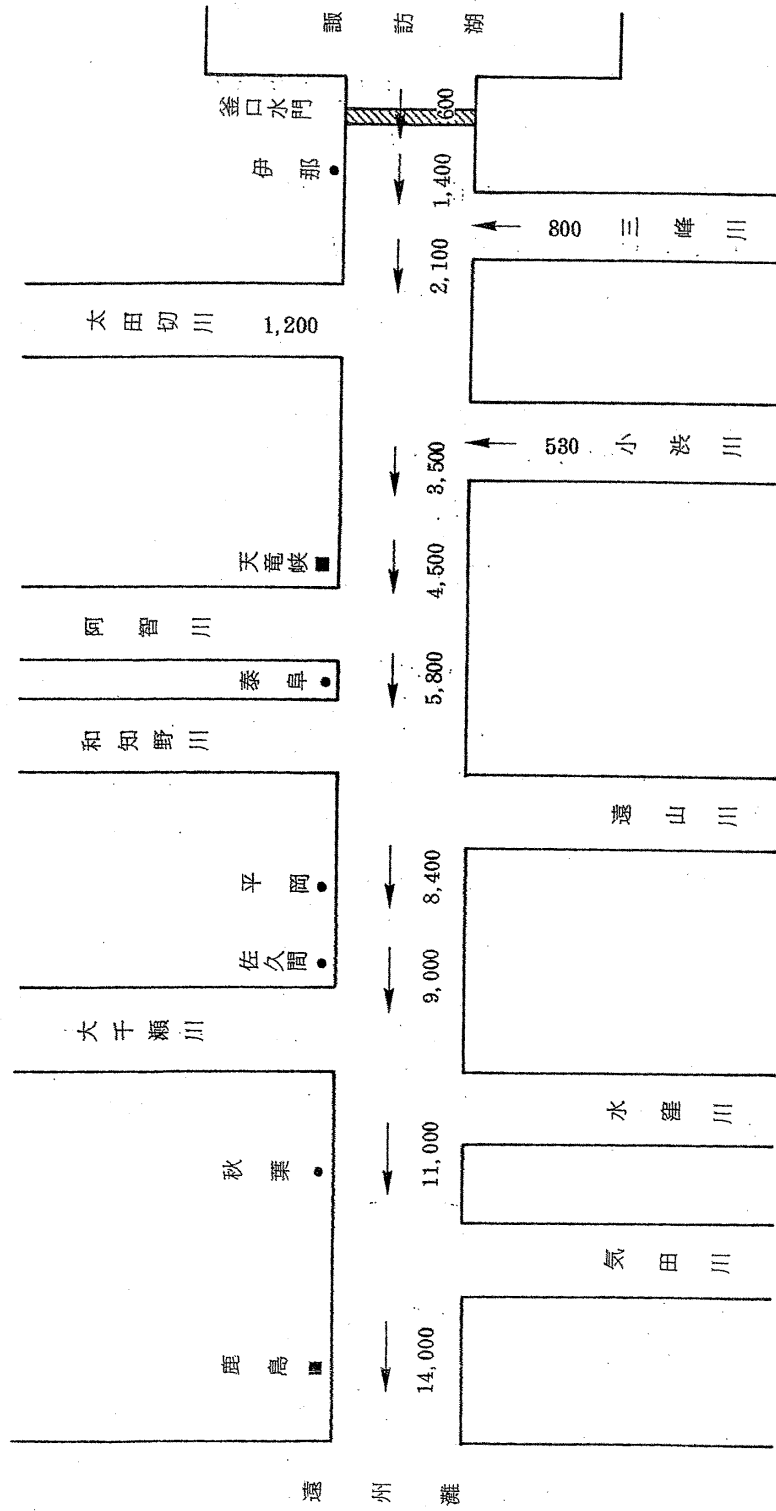 諏訪湖
釜口水門
600
伊那
1,400
800 三峰川
2,100
太田切川 1,200
530 小渋川
3,500
天竜峡
4,500
阿智川
泰阜
5,800
和知野川
遠山川
平岡
8,400
佐久間
9,000
大千瀬川
水窪川
秋葉
11,000
気田川
鹿島
14,000
遠州灘